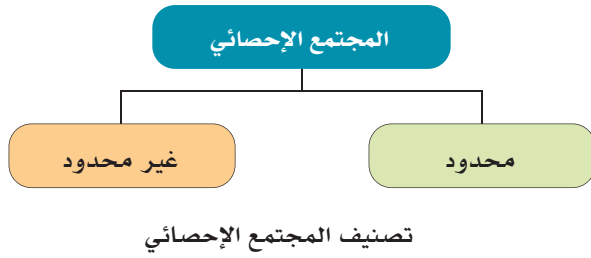 المجتمع الإحصائي
محدود
غير محدود
تصنيف المجتمع الإحصائي